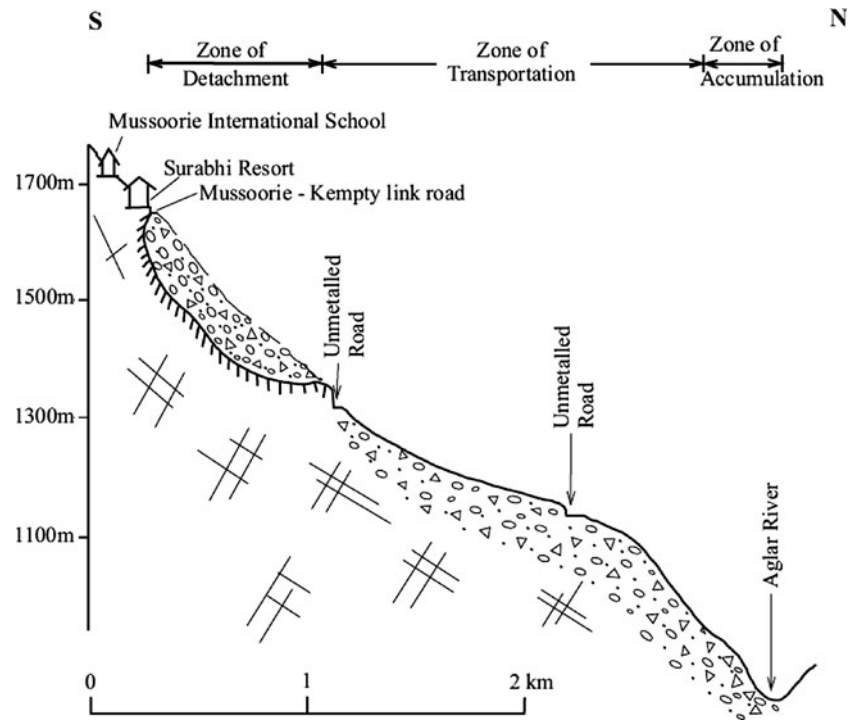 S
N
Zone of
Detachment
Zone of
Transportation
Zone of
Accumulation
Mussoorie International School
Surabhi Resort
Mussoorie - Kempty link road
1700m
1500m
1300m
1100m
Unmetalled
Road
Unmetalled
Road
Aglar River
0
1
2 km